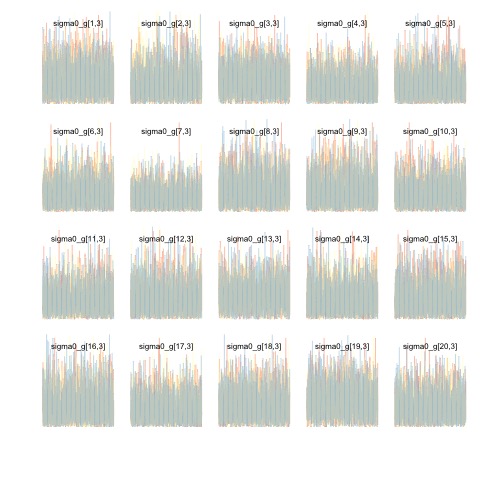 sigma0_g[1,3] sigma0_g[2,3] sigma0_g[3,3] sigma0_g[4,3] sigma0_g[5,3]
sigma0_g[6,3] sigma0_g[7,3] sigma0_g[8,3] sigma0_g[9,3] sigma0_g[10,3]
sigma0_g[11,3] sigma0_g[12,3] sigma0_g[13,3] sigma0_g[14,3] sigma0_g[15,3]
sigma0_g[16,3] sigma0_g[17,3] sigma0_g[18,3] sigma0_g[19,3] sigma0_g[20,3]